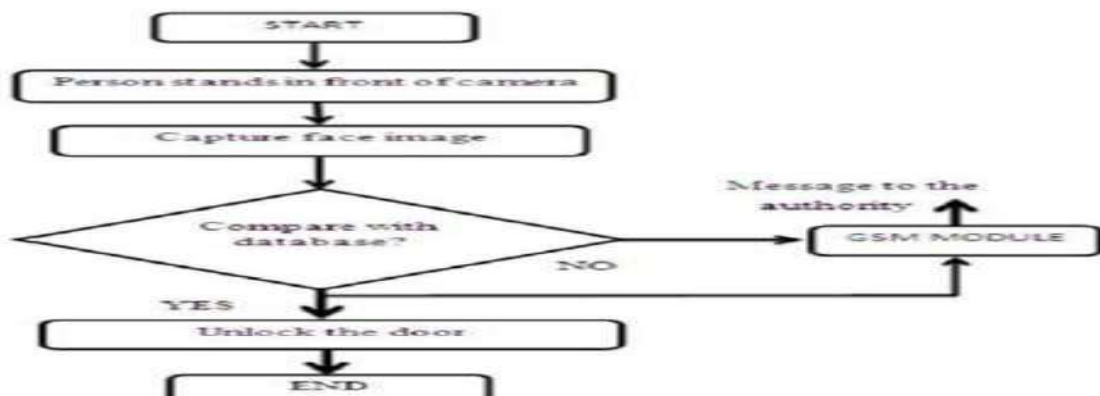 START
Person stands in front of camera
Capture face image
Compare with
database?
Message to the
authority
GSM MODULE
NO
YES
Unlock the door
END